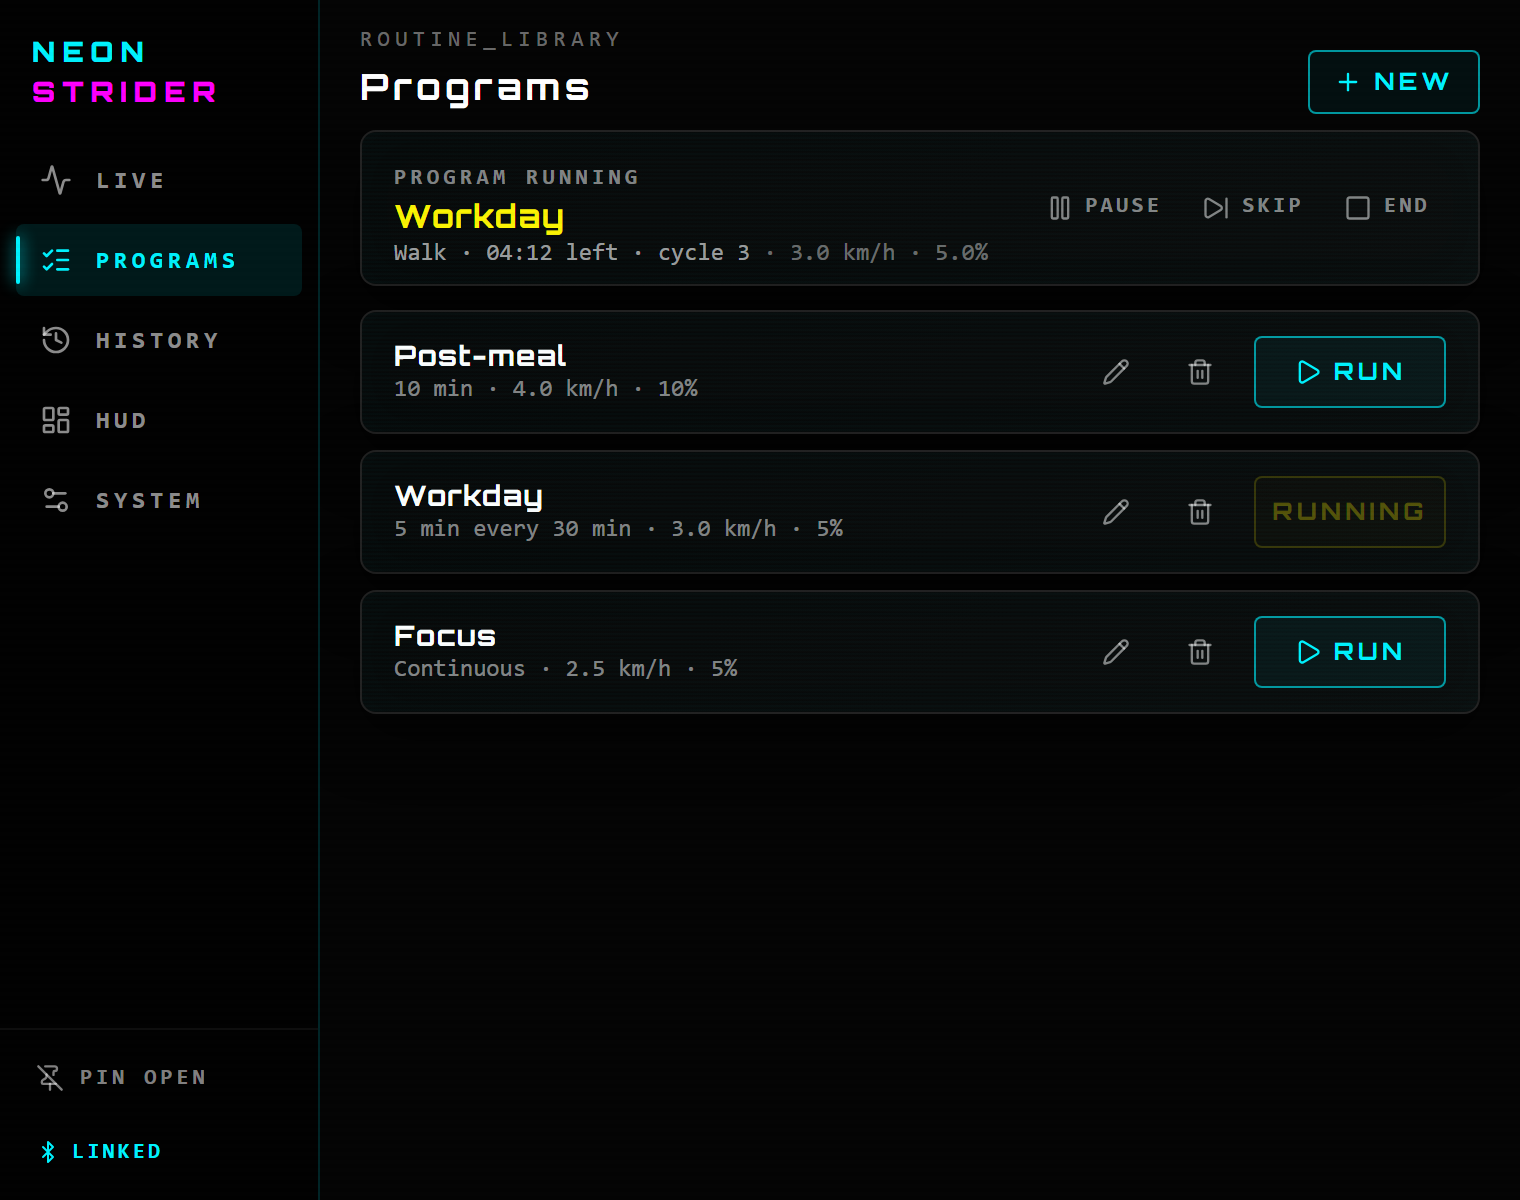 NEON
STRIDER
LIVE
PROGRAMS
HISTORY
HUD
SYSTEM
PIN OPEN
LINKED
ROUTINE_LIBRARY
Programs
+ NEW
PROGRAM RUNNING
Workday
Walk · 04:12 left · cycle 3 · 3.0 km/h · 5.0%
PAUSE
SKIP
END
Post-meal
10 min · 4.0 km/h · 10%
RUN
Workday
5 min every 30 min · 3.0 km/h · 5%
RUNNING
Focus
Continuous · 2.5 km/h · 5%
RUN